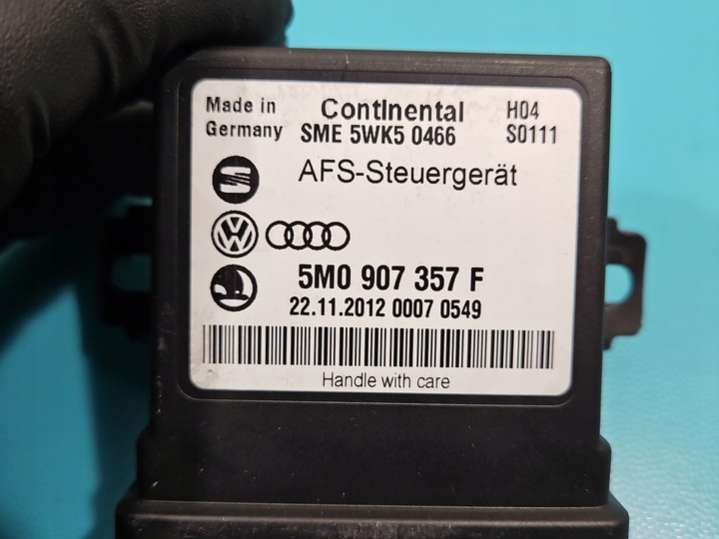 Made in Continental H04
Germany SME 5WK5 0466 S0111
AFS-Steuergerät
5M0 907 357 F
22.11.2012 0007 0549
Handle with care